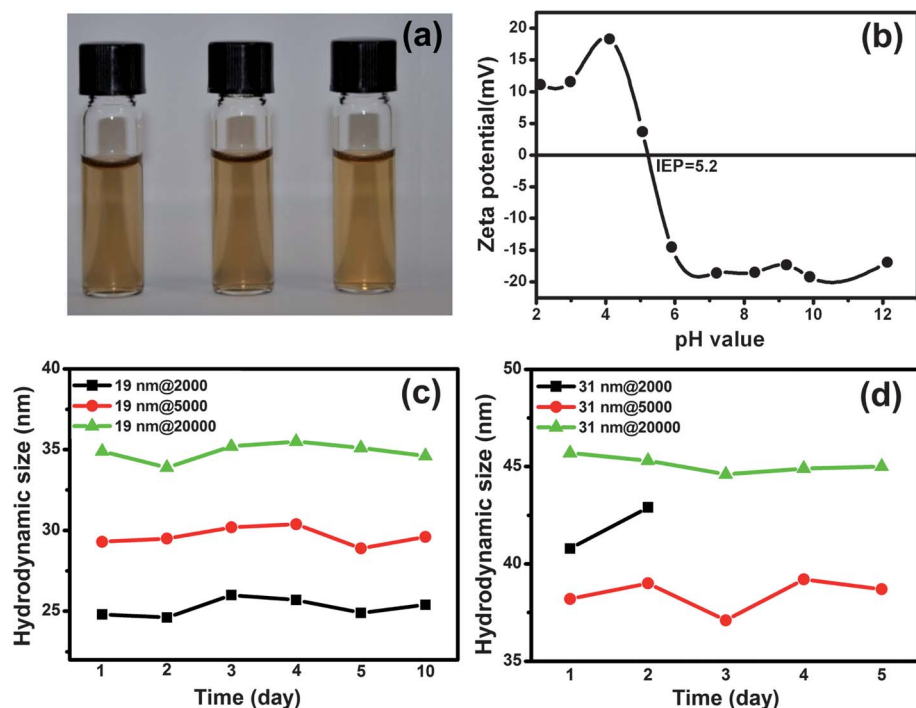 (a)
(b)
Zeta potential(mV)
20
15
10
5
0
-5
-10
-15
-20
IEP=5.2
2 4 6 8 10 12
pH value
(c)
Hydrodynamic size (nm)
40
35
30
25
19 nm@2000
19 nm@5000
19 nm@20000
1 2 3 4 5 10
Time (day)
(d)
Hydrodynamic size (nm)
50
45
40
35
31 nm@2000
31 nm@5000
31 nm@20000
1 2 3 4 5
Time (day)